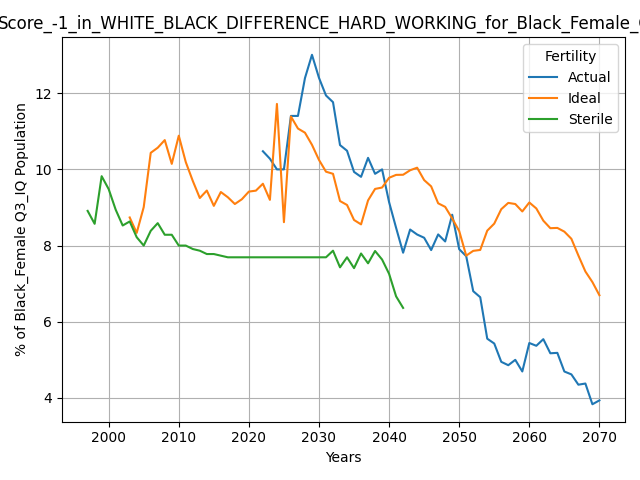 Score_-1_in_WHITE_BLACK_DIFFERENCE_HARD_WORKING_for_Black_Female_
% of Black_Female Q3_IQ Population
12
10
8
6
4
Fertility
Actual
Ideal
Sterile
2000 2010 2020 2030 2040 2050 2060 2070
Years